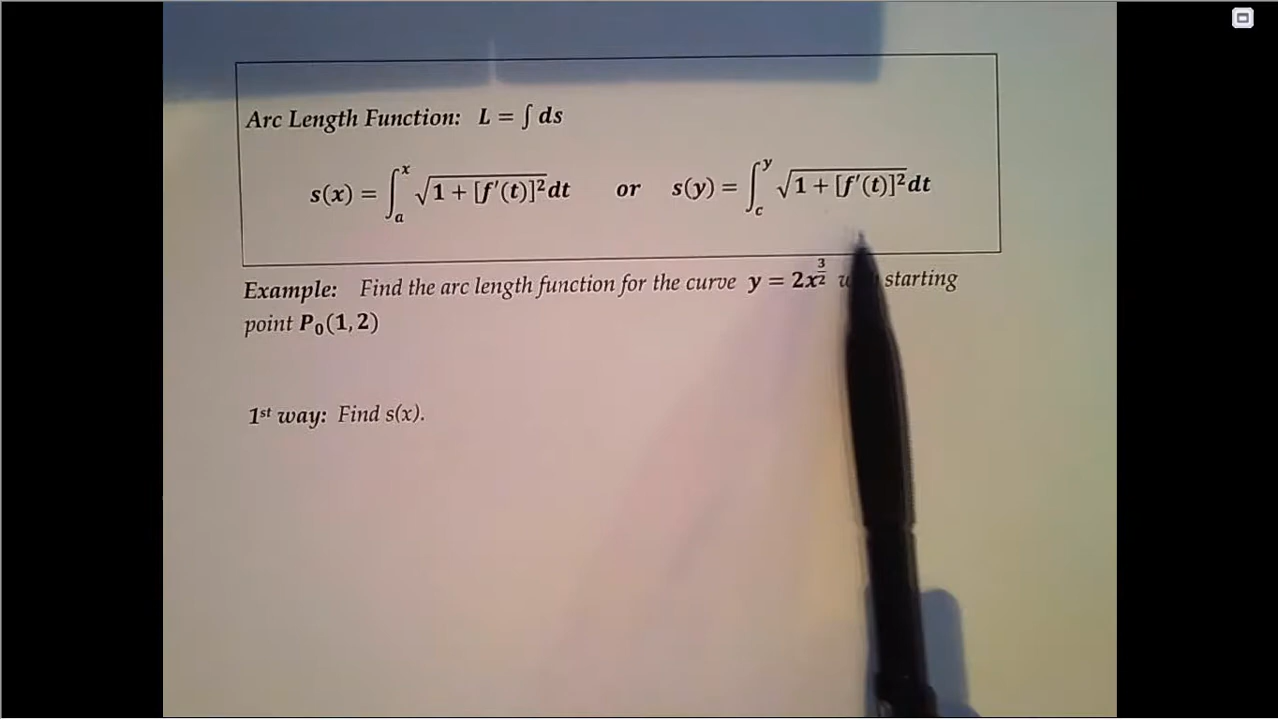 Arc Length Function: L = ∫ ds
s(x) = ∫ₐˣ √(1 + [f′(t)]²) dt or s(y) = ∫_c^y √(1 + [f′(t)]²) dt
Example: Find the arc length function for the curve y = 2x^(3/2) starting
point P₀(1, 2)
1ˢᵗ way: Find s(x).